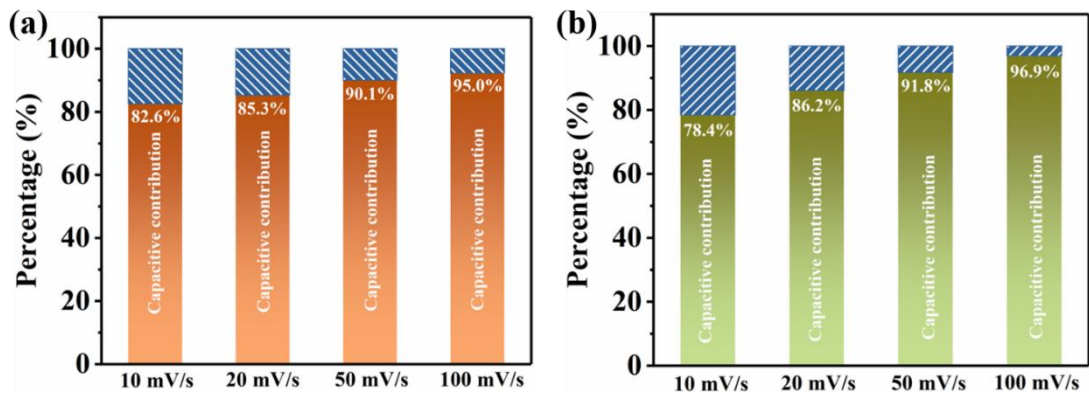 (a)
Percentage (%)
100
80
60
40
20
0
82.6%
85.3%
90.1%
95.0%
Capacitive contribution
Capacitive contribution
Capacitive contribution
Capacitive contribution
10 mV/s
20 mV/s
50 mV/s
100 mV/s
(b)
Percentage (%)
100
80
60
40
20
0
78.4%
86.2%
91.8%
96.9%
Capacitive contribution
Capacitive contribution
Capacitive contribution
Capacitive contribution
10 mV/s
20 mV/s
50 mV/s
100 mV/s